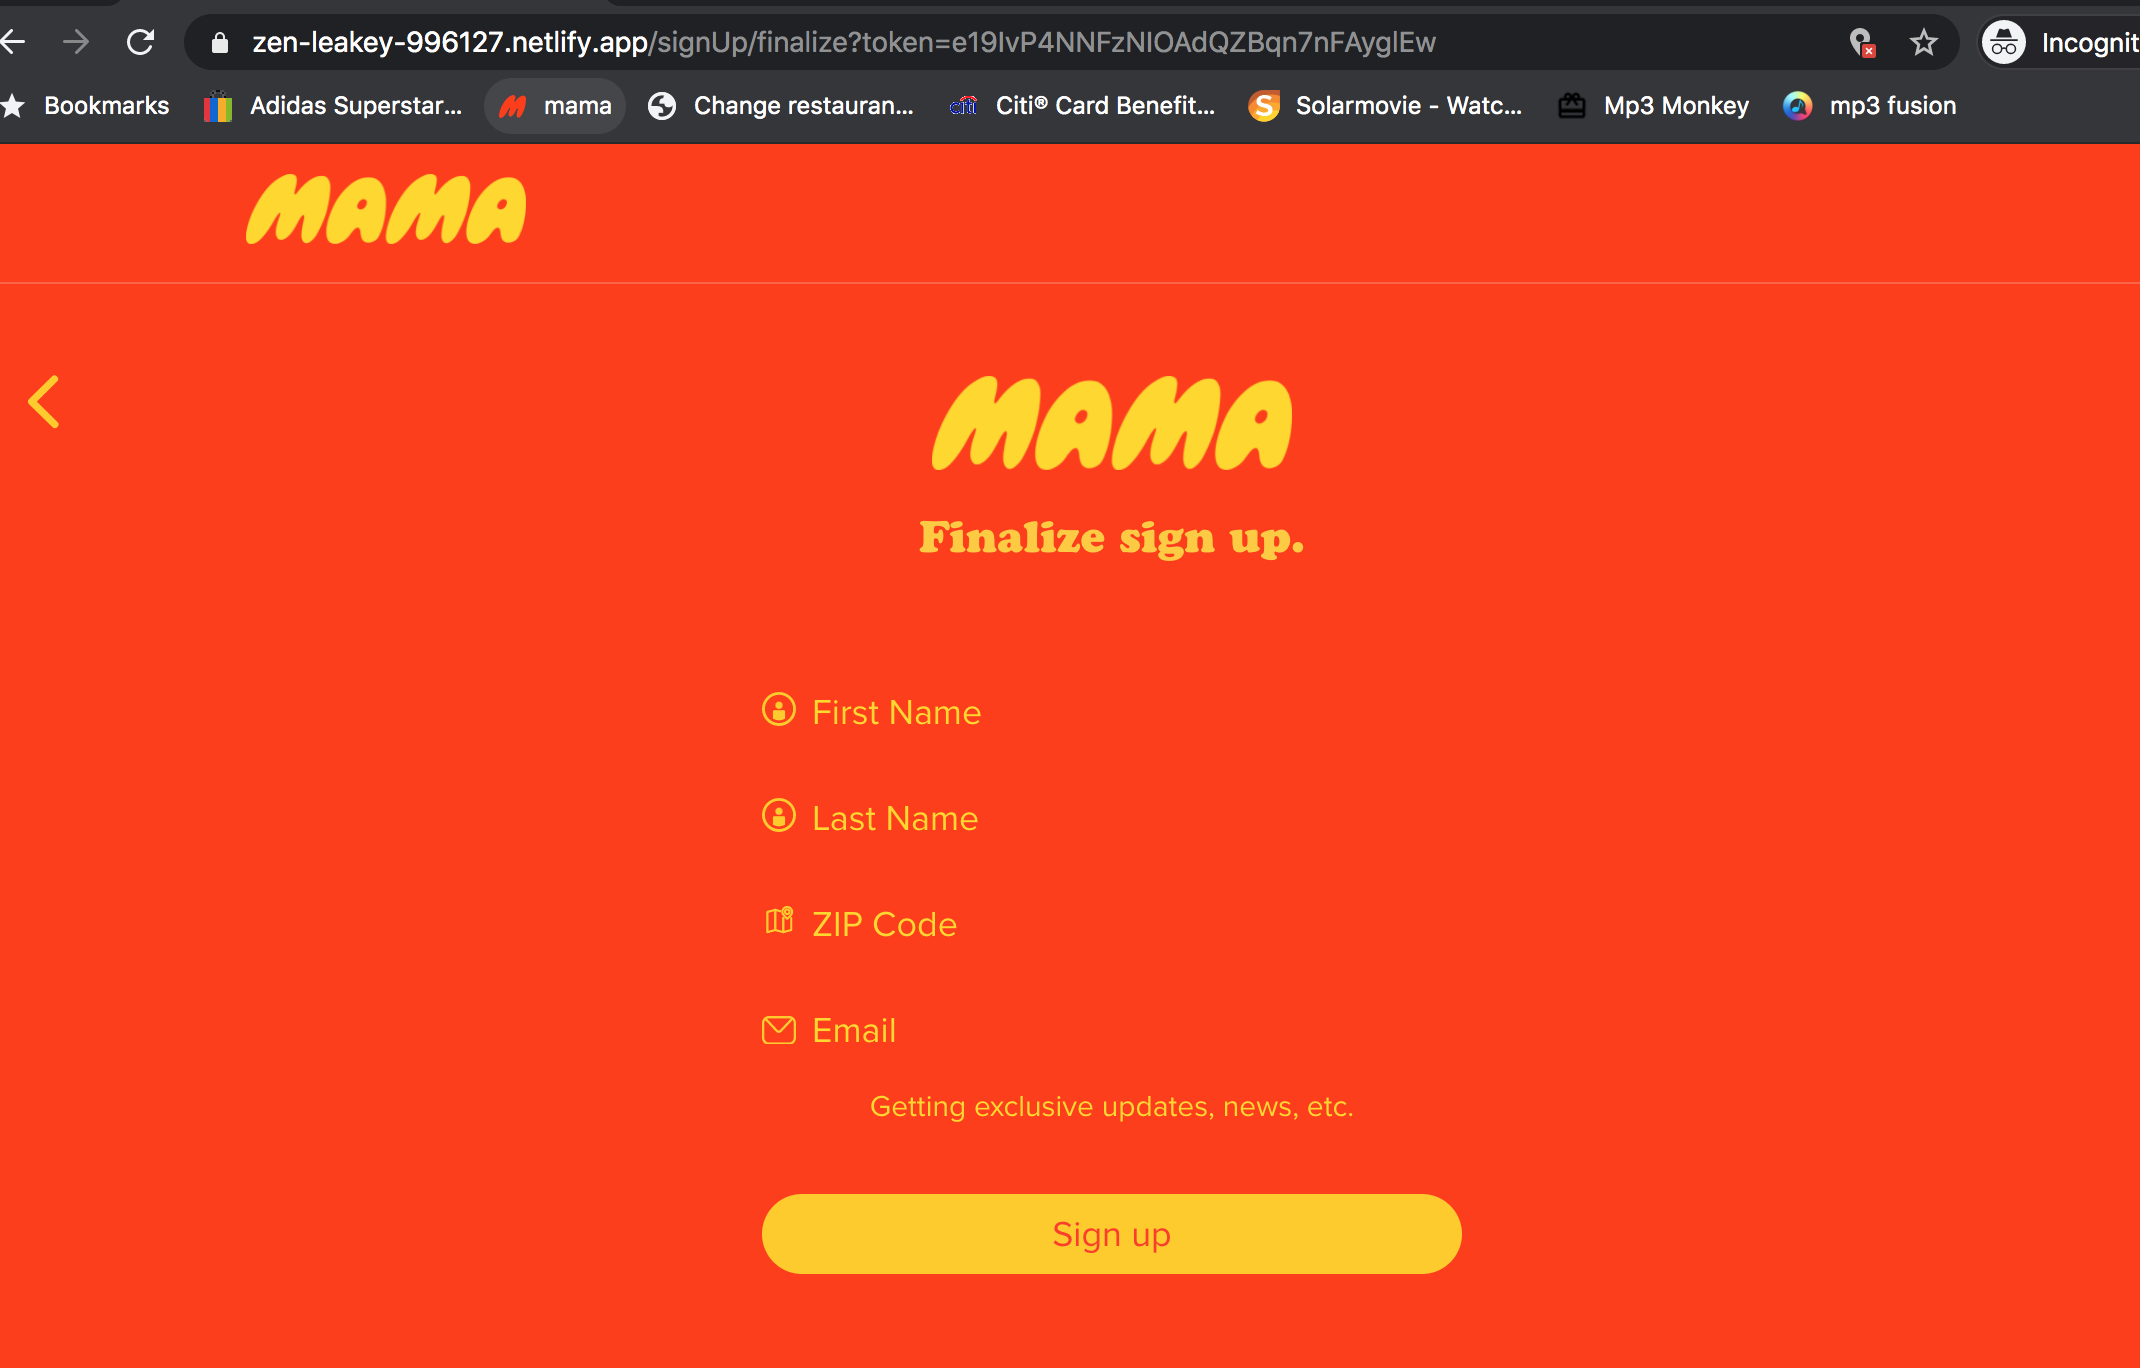 zen-leakey-996127.netlify.app/signUp/finalize?token=e19IvP4NNFzNIOAdQZBqn7nFAyglEw
Incognit
Bookmarks
Adidas Superstar...
mama
Change restauran...
citi
Citi® Card Benefit...
S
Solarmovie - Watc...
Mp3 Monkey
mp3 fusion
MAMA
MAMA
Finalize sign up.
First Name
Last Name
ZIP Code
Email
Getting exclusive updates, news, etc.
Sign up